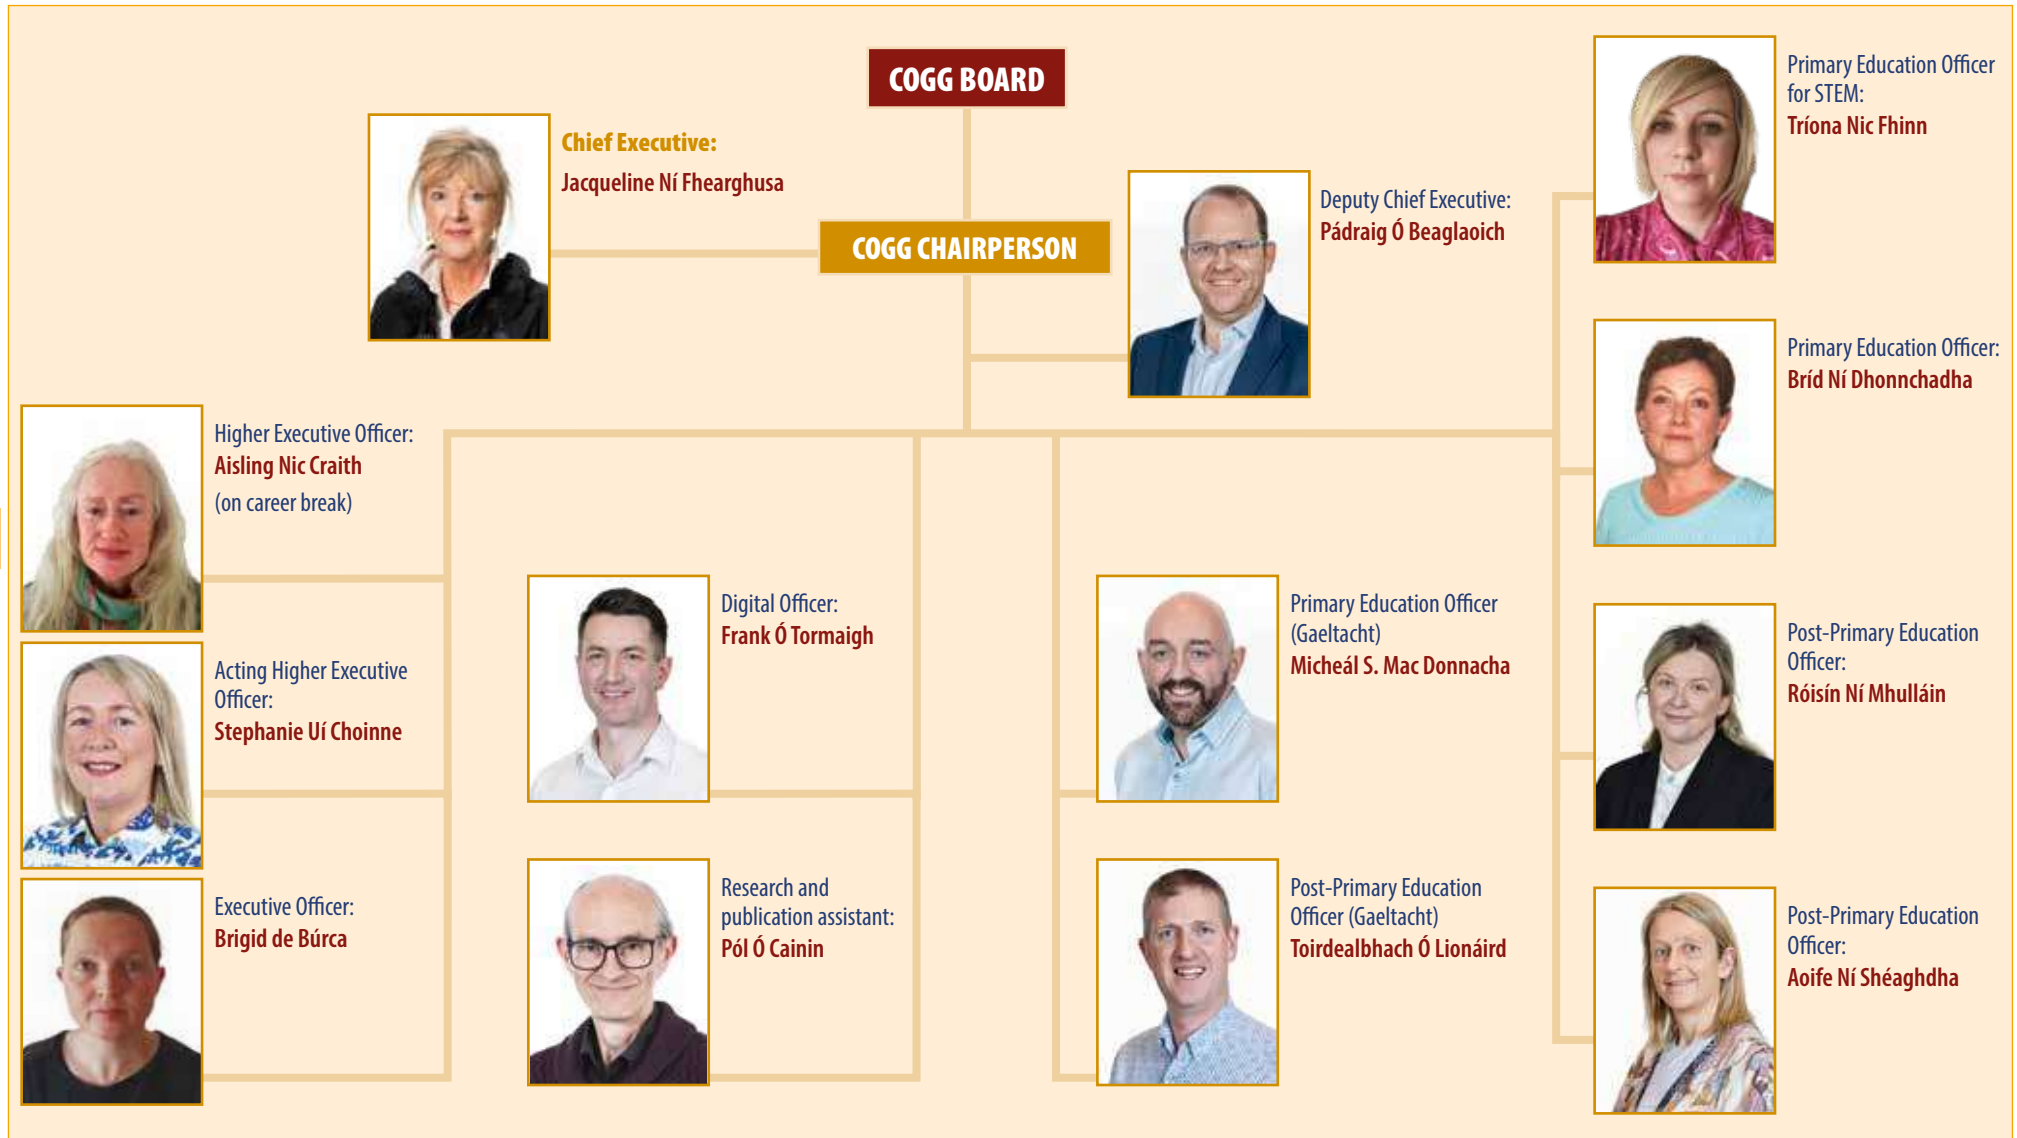 COGG BOARD
Chief Executive:
Jacqueline Ní Fhearghusa
COGG CHAIRPERSON
Deputy Chief Executive:
Pádraig Ó Beaglaoich
Primary Education Officer
for STEM:
Tríona Nic Fhinn
Primary Education Officer:
Bríd Ní Dhonnchadha
Higher Executive Officer:
Aisling Nic Craith
(on career break)
Acting Higher Executive
Officer:
Stephanie Uí Choinne
Executive Officer:
Brigid de Búrca
Digital Officer:
Frank Ó Tormaigh
Research and
publication assistant:
Pól Ó Cainin
Primary Education Officer
(Gaeltacht)
Micheál S. Mac Donnacha
Post-Primary Education
Officer (Gaeltacht)
Toirdealbhach Ó Lionáird
Post-Primary Education
Officer:
Róisín Ní Mhulláin
Post-Primary Education
Officer:
Aoife Ní Shéaghdha